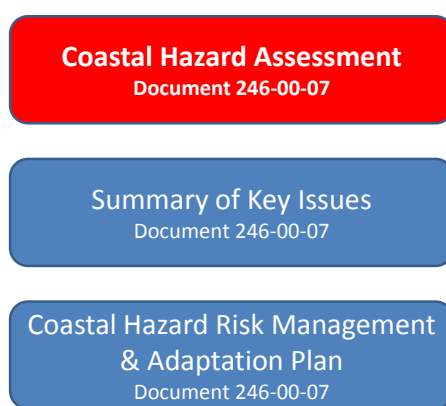 Coastal Hazard Assessment
Document 246-00-07
Summary of Key Issues
Document 246-00-07
Coastal Hazard Risk Management
& Adaptation Plan
Document 246-00-07